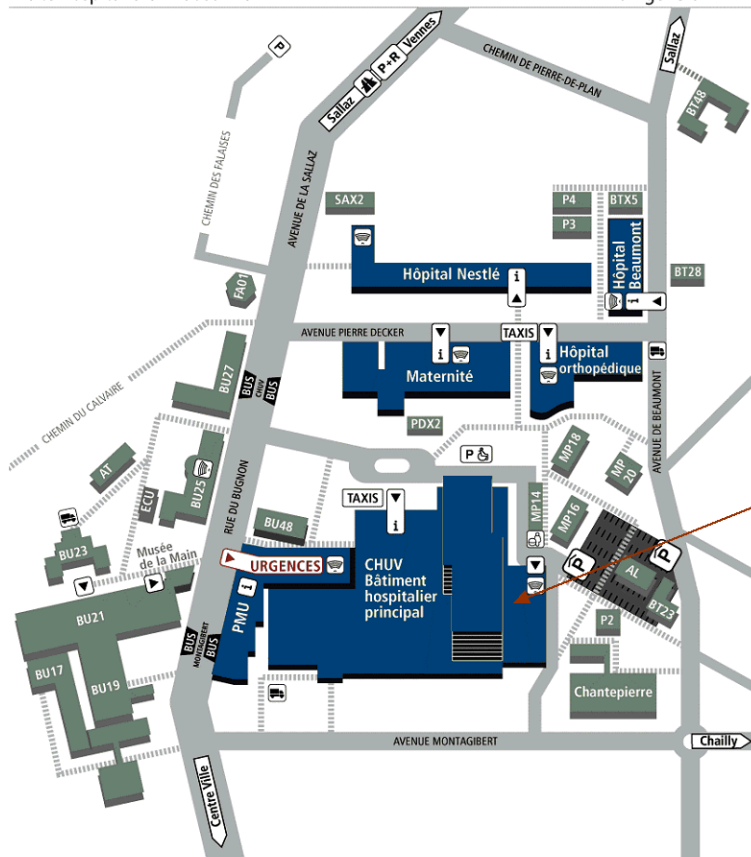 Sallaz
P+R
Vennes
CHEMIN DE PIERRE-DE-PLAN
Sallaz
BT48
P
CHEMIN DES FALAISES
AVENUE DE LA SALLAZ
SAX2
P4
BTX5
P3
Hôpital Nestlé
i
Hôpital
Beaumont
i
BT28
FA01
AVENUE PIERRE DECKER
TAXIS
i
Maternité
i
Hôpital
orthopédique
AVENUE DE BEAUMONT
BU27
BUS
CHUV
BUS
CHEMIN DU CALVAIRE
PDX2
AT
ECU
BU25
RUE DU BUGNON
P
MP18
MP
20
TAXIS
i
MP14
MP16
BU48
BU23
Musée
de la Main
URGENCES
CHUV
Bâtiment
hospitalier
principal
PMU
i
P
P
AL
BT23
P2
BU21
BUS
MONTAGIBERT
BUS
BU17
BU19
Chantepierre
AVENUE MONTAGIBERT
Chailly
Centre Ville